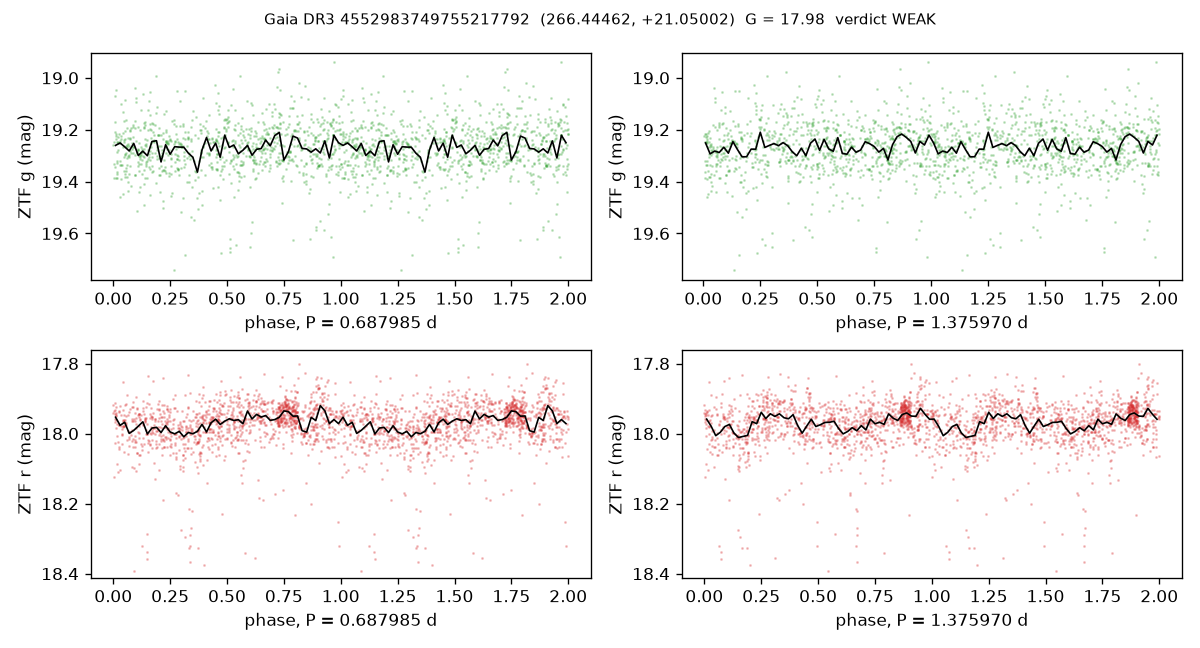 Gaia DR3 4552983749755217792  (266.44462, +21.05002)  G = 17.98  verdict WEAK
ZTF g (mag)
19.0
19.2
19.4
19.6
0.00 0.25 0.50 0.75 1.00 1.25 1.50 1.75 2.00
phase, P = 0.687985 d
ZTF g (mag)
19.0
19.2
19.4
19.6
0.00 0.25 0.50 0.75 1.00 1.25 1.50 1.75 2.00
phase, P = 1.375970 d
ZTF r (mag)
17.8
18.0
18.2
18.4
0.00 0.25 0.50 0.75 1.00 1.25 1.50 1.75 2.00
phase, P = 0.687985 d
ZTF r (mag)
17.8
18.0
18.2
18.4
0.00 0.25 0.50 0.75 1.00 1.25 1.50 1.75 2.00
phase, P = 1.375970 d